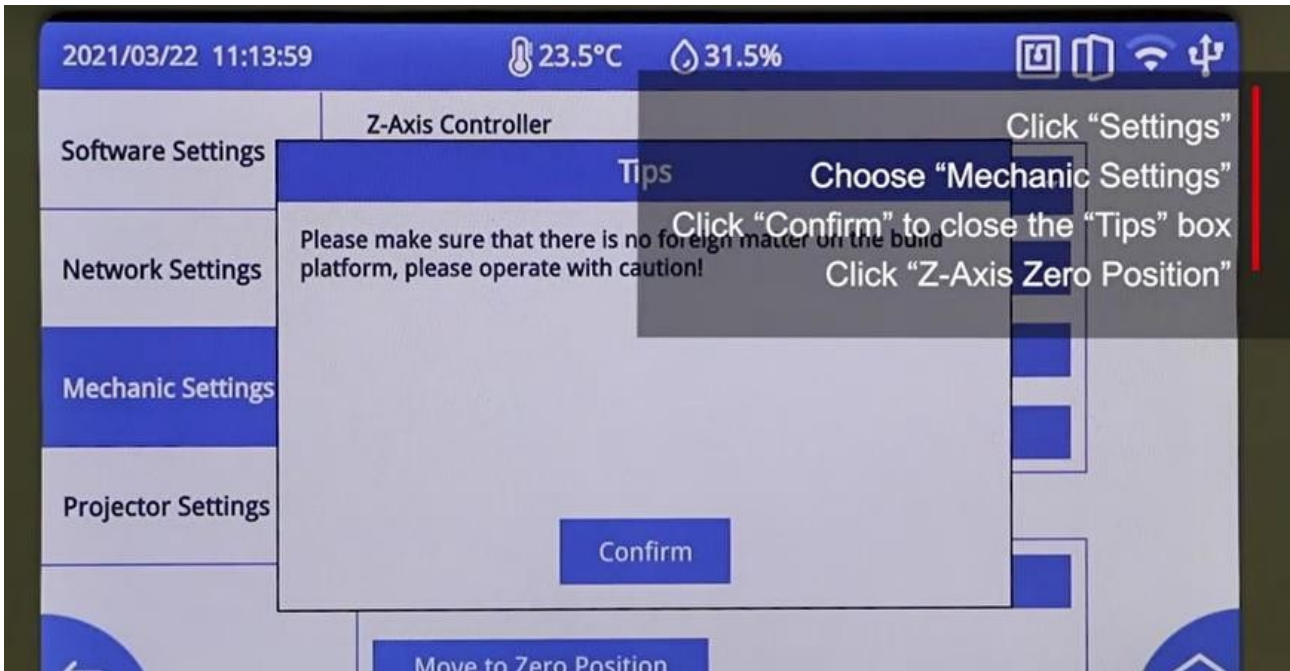 2021/03/22 11:13:59
23.5°C
31.5%
Software Settings
Network Settings
Mechanic Settings
Projector Settings
Z-Axis Controller
Tips
Please make sure that there is no foreign matter on the build
platform, please operate with caution!
Confirm
Move to Zero Position
Click “Settings”
Choose “Mechanic Settings”
Click “Confirm” to close the “Tips” box
Click “Z-Axis Zero Position”